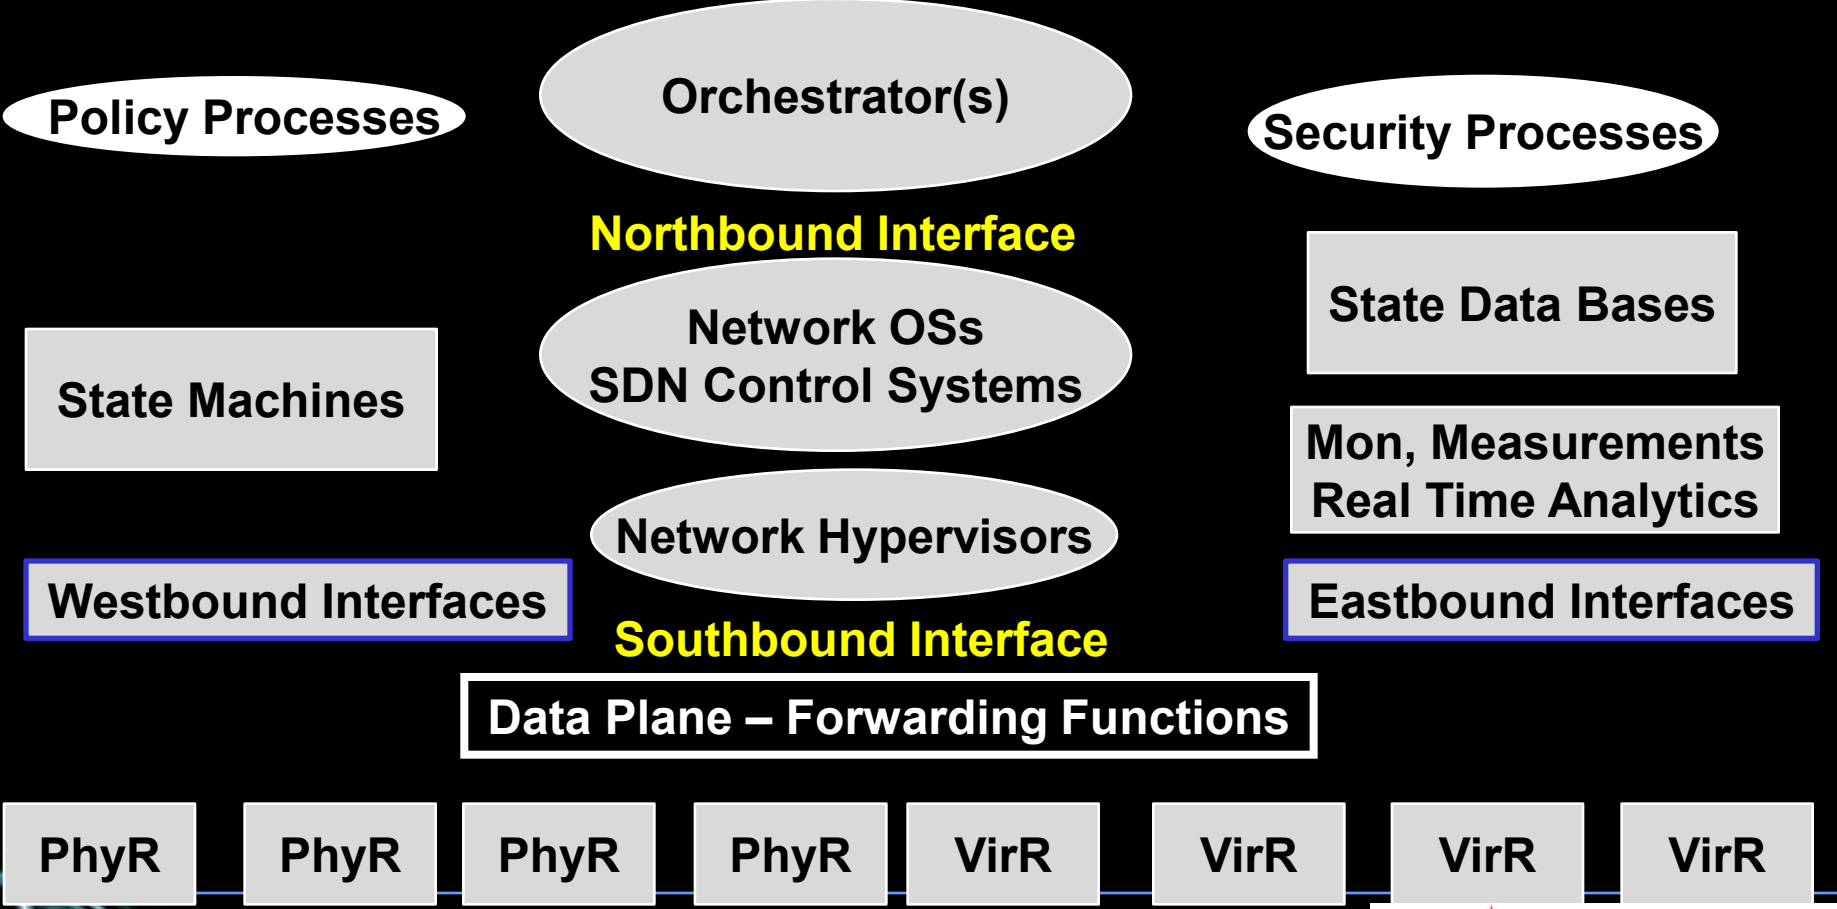 Orchestrator(s)
Policy Processes
Security Processes
Northbound Interface
State Data Bases
Network OSs
SDN Control Systems
State Machines
Mon, Measurements
Real Time Analytics
Network Hypervisors
Westbound Interfaces
Eastbound Interfaces
Southbound Interface
Data Plane – Forwarding Functions
PhyR
PhyR
PhyR
PhyR
VirR
VirR
VirR
VirR